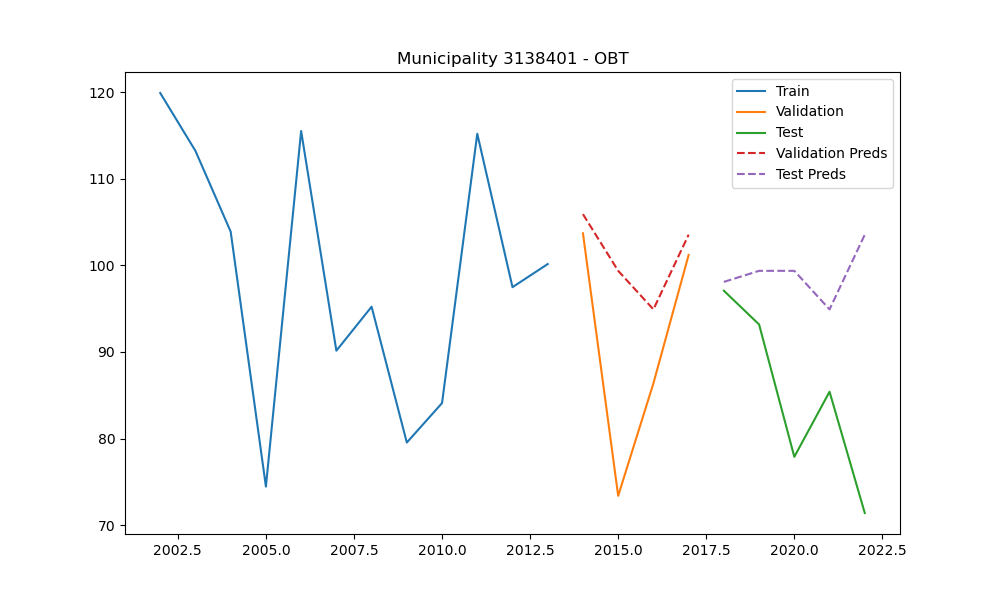 Municipality 3138401 - OBT
Train
Validation
Test
Validation Preds
Test Preds
120
110
100
90
80
70
2002.5 2005.0 2007.5 2010.0 2012.5 2015.0 2017.5 2020.0 2022.5